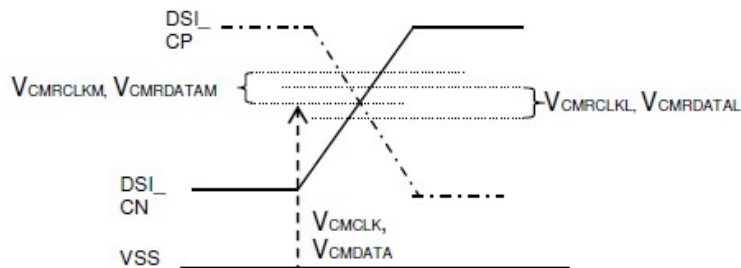 DSI_
CP
VCMRCLKM, VCMRDATAM
VCMRCLKL, VCMRDATAL
DSI_
CN
VCMCLK,
VCMDATA
VSS